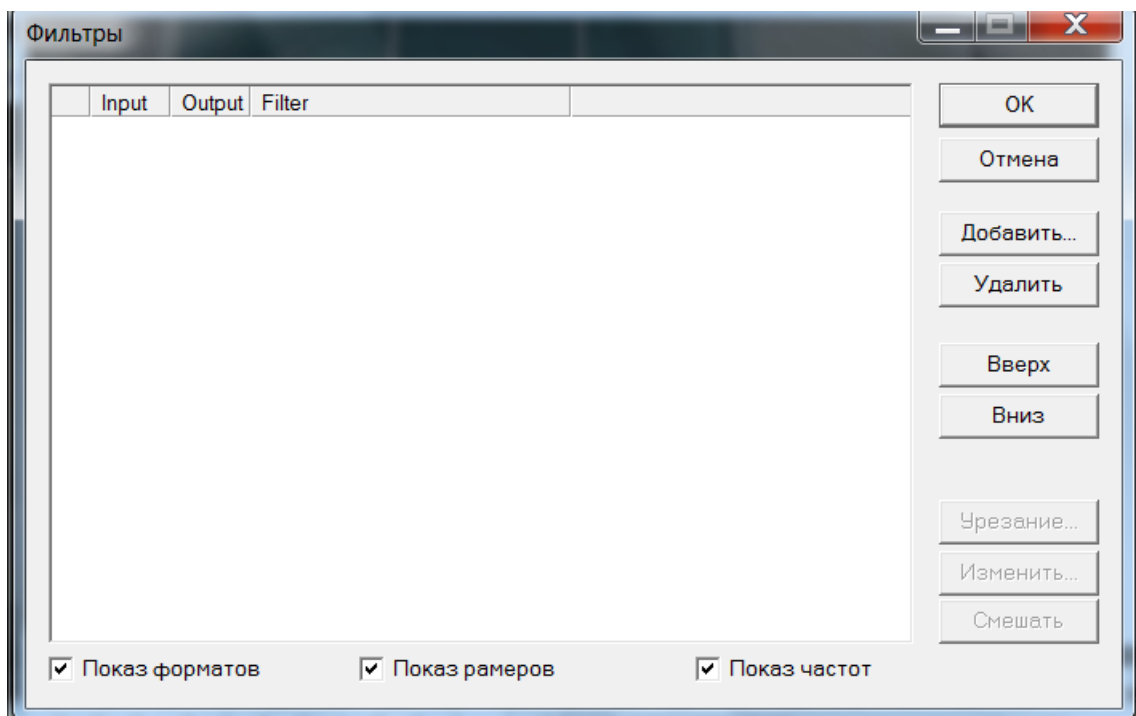 Фильтры
Input Output Filter
OK
Отмена
Добавить...
Удалить
Вверх
Вниз
Урезание...
Изменить...
Смешать
Показ форматов Показ рамеров Показ частот